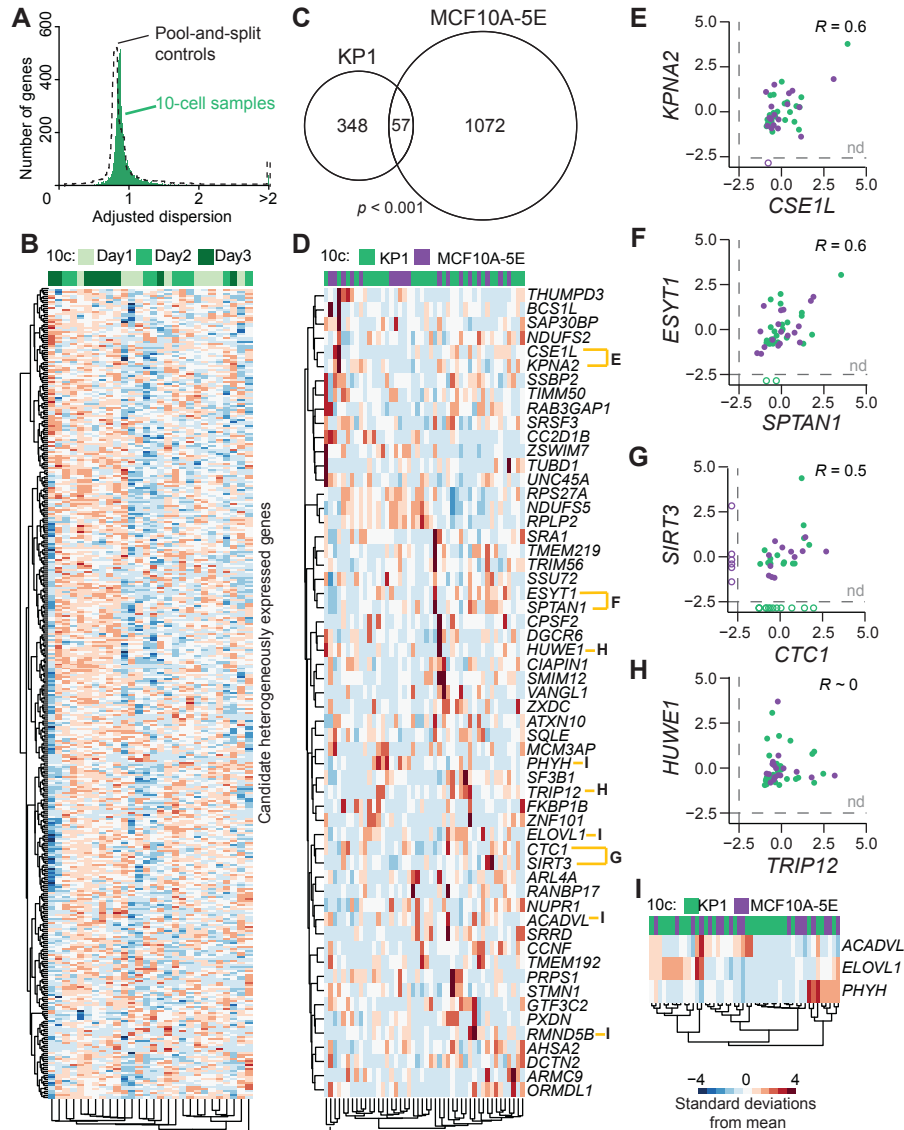 A
Pool-and-split
controls
10-cell samples
Number of genes
600
400
200
0
0
1
2
>2
Adjusted dispersion
B
10c: Day1 Day2 Day3
Candidate heterogeneously expressed genes
C
MCF10A-5E
KP1
348
57
1072
p < 0.001
D
10c: KP1 MCF10A-5E
THUMPD3
BCS1L
SAP30BP
NDUFS2
CSE1L
KPNA2
E
SSBP2
TIMM50
RAB3GAP1
SRSF3
CC2D1B
ZSWIM7
TUBD1
UNC45A
RPS27A
NDUFS5
RPLP2
SRA1
TMEM219
TRIM56
SSU72
ESYT1
SPTAN1
F
CPSF2
DGCR6
HUWE1 H
CIAPIN1
SMIM12
VANGL1
ZXDC
ATXN10
SQLE
MCM3AP
PHYH I
SF3B1
TRIP12 H
FKBP1B
ZNF101
ELOVL1 I
CTC1
SIRT3
G
ARL4A
RANBP17
NUPR1
ACADVL I
SRRD
CCNF
TMEM192
PRPS1
STMN1
GTF3C2
PXDN
RMND5B I
AHSA2
DCTN2
ARMC9
ORMDL1
E
R = 0.6
KPNA2
5.0
2.5
0.0
−2.5
nd
−2.5 0.0 2.5 5.0
CSE1L
F
R = 0.6
ESYT1
5.0
2.5
0.0
−2.5
nd
−2.5 0.0 2.5 5.0
SPTAN1
G
R = 0.5
SIRT3
5.0
2.5
0.0
−2.5
nd
−2.5 0.0 2.5 5.0
CTC1
H
R ~ 0
HUWE1
5.0
2.5
0.0
−2.5
nd
−2.5 0.0 2.5 5.0
TRIP12
I
10c: KP1 MCF10A-5E
ACADVL
ELOVL1
PHYH
−4 0 4
Standard deviations
from mean